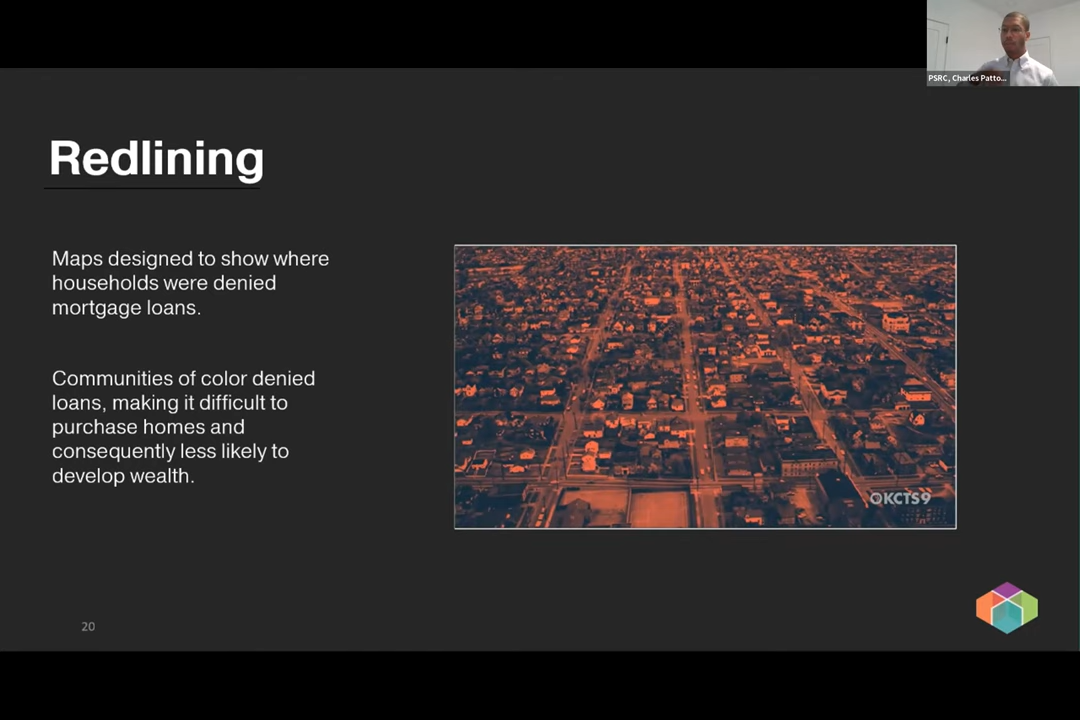 PSRC, Charles Patto...
Redlining
Maps designed to show where
households were denied
mortgage loans.
Communities of color denied
loans, making it difficult to
purchase homes and
consequently less likely to
develop wealth.
KCTS9
20